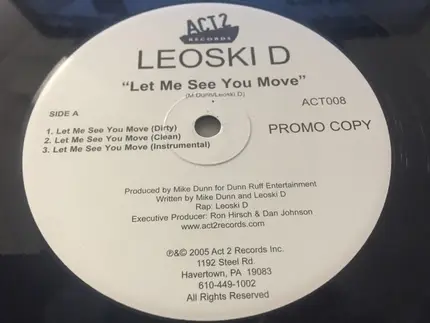 ACT 2
RECORDS
LEOSKI D
"Let Me See You Move"
(M.Dunn/Leoski D)
SIDE A
ACT008
1. Let Me See You Move (Dirty)
2. Let Me See You Move (Clean)
3. Let Me See You Move (Instrumental)
PROMO COPY
Produced by Mike Dunn for Dunn Ruff Entertainment
Written by Mike Dunn and Leoski D
Rap: Leoski D
Executive Producer: Ron Hirsch & Dan Johnson
www.act2records.com
℗&© 2005 Act 2 Records Inc.
1192 Steel Rd.
Havertown, PA 19083
610-449-1002
All Rights Reserved